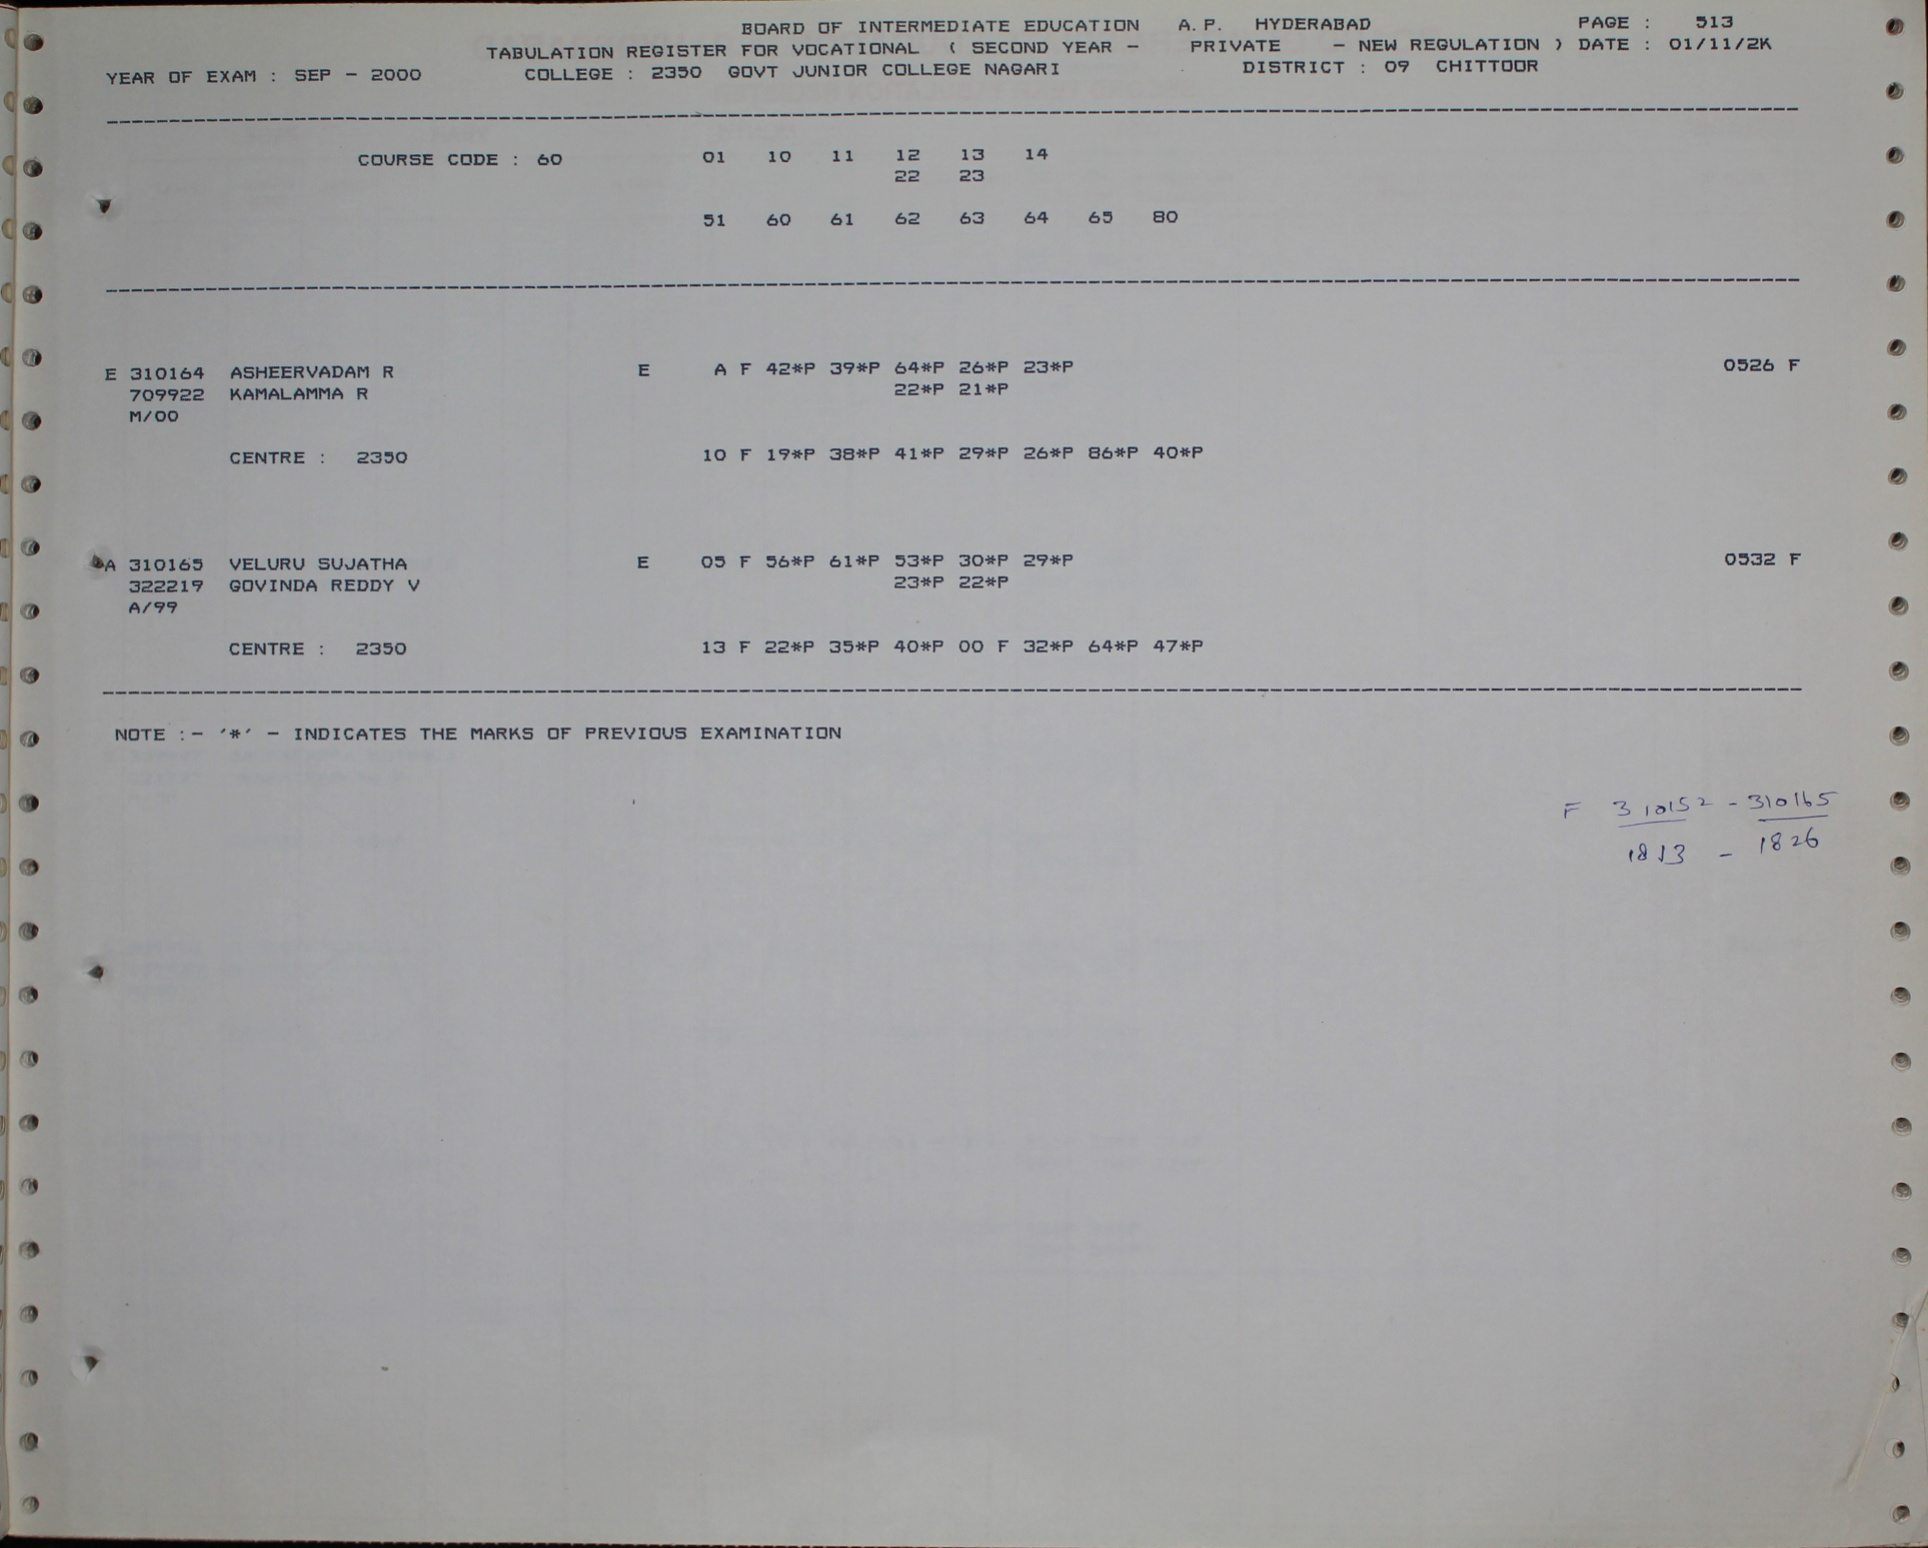 BOARD OF INTERMEDIATE EDUCATION A.P. HYDERABAD PAGE : 513
TABULATION REGISTER FOR VOCATIONAL ( SECOND YEAR - PRIVATE - NEW REGULATION ) DATE : 01/11/2K
YEAR OF EXAM : SEP - 2000 COLLEGE : 2350 GOVT JUNIOR COLLEGE NAGARI DISTRICT : 09 CHITTOOR
COURSE CODE : 60 01 10 11 12 13 14
22 23
51 60 61 62 63 64 65 80
E 310164 ASHEERVADAM R E A F 42*P 39*P 64*P 26*P 23*P 0526 F
709922 KAMALAMMA R 22*P 21*P
M/00
CENTRE : 2350 10 F 19*P 38*P 41*P 29*P 26*P 86*P 40*P
A 310165 VELURU SUJATHA E 05 F 56*P 61*P 53*P 30*P 29*P 0532 F
322219 GOVINDA REDDY V 23*P 22*P
A/99
CENTRE : 2350 13 F 22*P 35*P 40*P 00 F 32*P 64*P 47*P
NOTE :- '*' - INDICATES THE MARKS OF PREVIOUS EXAMINATION
F 310152 - 310165
1813 - 1826